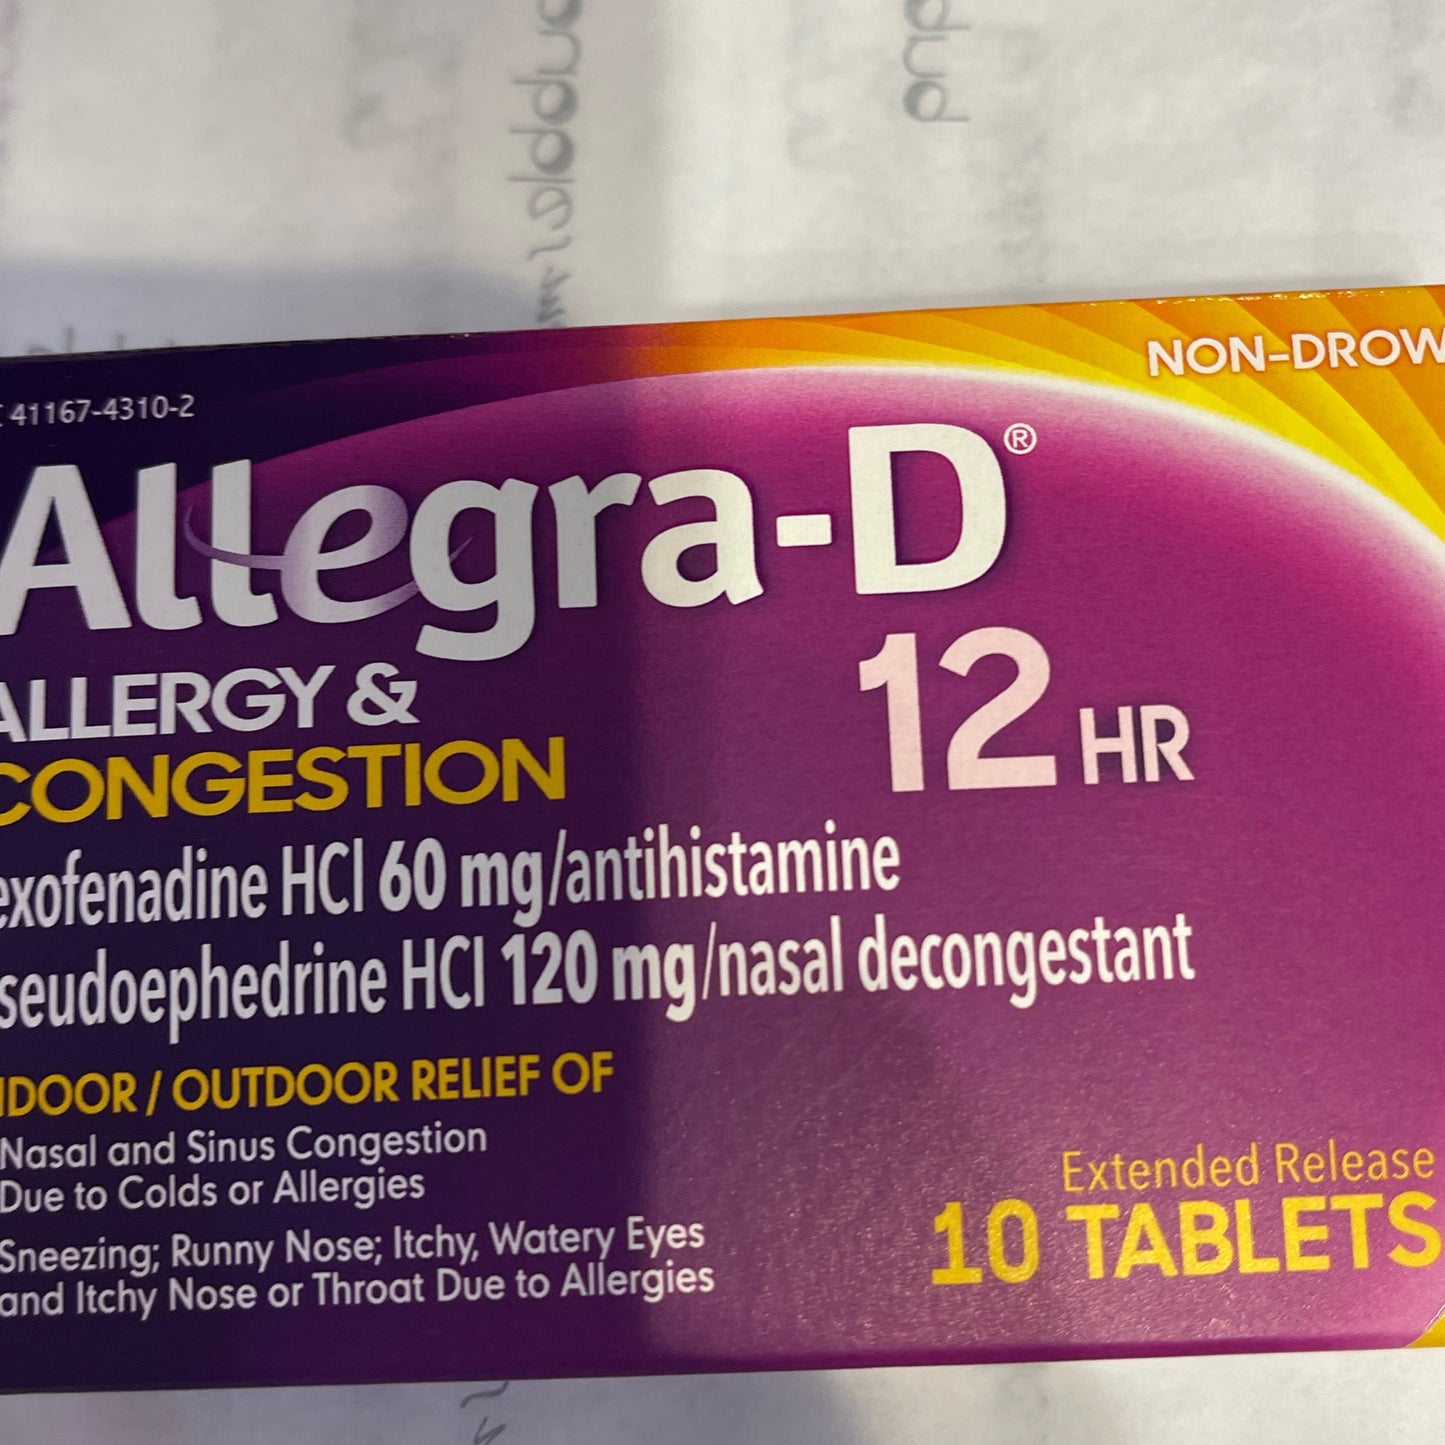 41167-4310-2
NON-DROW
Allegra-D®
12 HR
ALLERGY &
CONGESTION
exofenadine HCl 60 mg/antihistamine
seudoephedrine HCl 120 mg/nasal decongestant
DOOR / OUTDOOR RELIEF OF
Nasal and Sinus Congestion
Due to Colds or Allergies
Sneezing; Runny Nose; Itchy, Watery Eyes
and Itchy Nose or Throat Due to Allergies
Extended Release
10 TABLETS